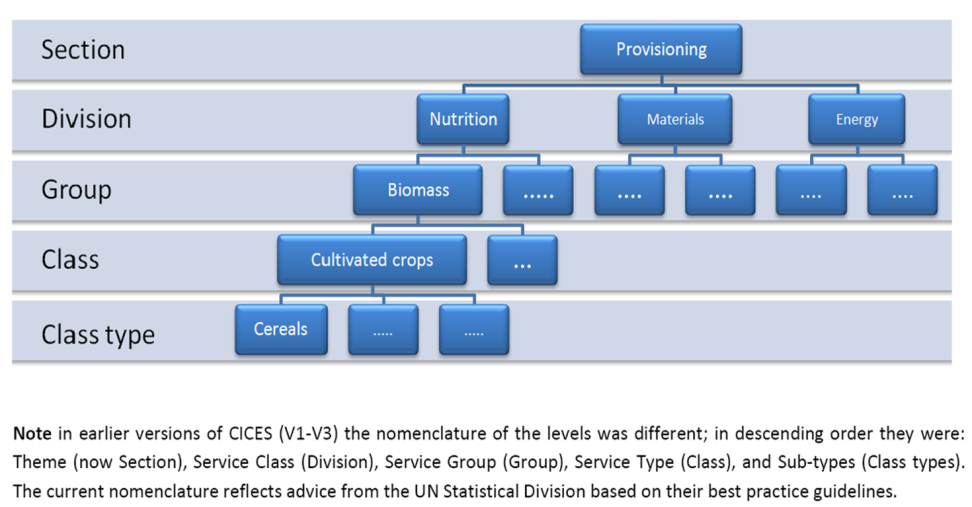 Section
Provisioning
Division
Nutrition
Materials
Energy
Group
Biomass
.....
....
....
....
....
Class
Cultivated crops
...
Class type
Cereals
.....
.....
Note in earlier versions of CICES (V1-V3) the nomenclature of the levels was different; in descending order they were:
Theme (now Section), Service Class (Division), Service Group (Group), Service Type (Class), and Sub-types (Class types).
The current nomenclature reflects advice from the UN Statistical Division based on their best practice guidelines.